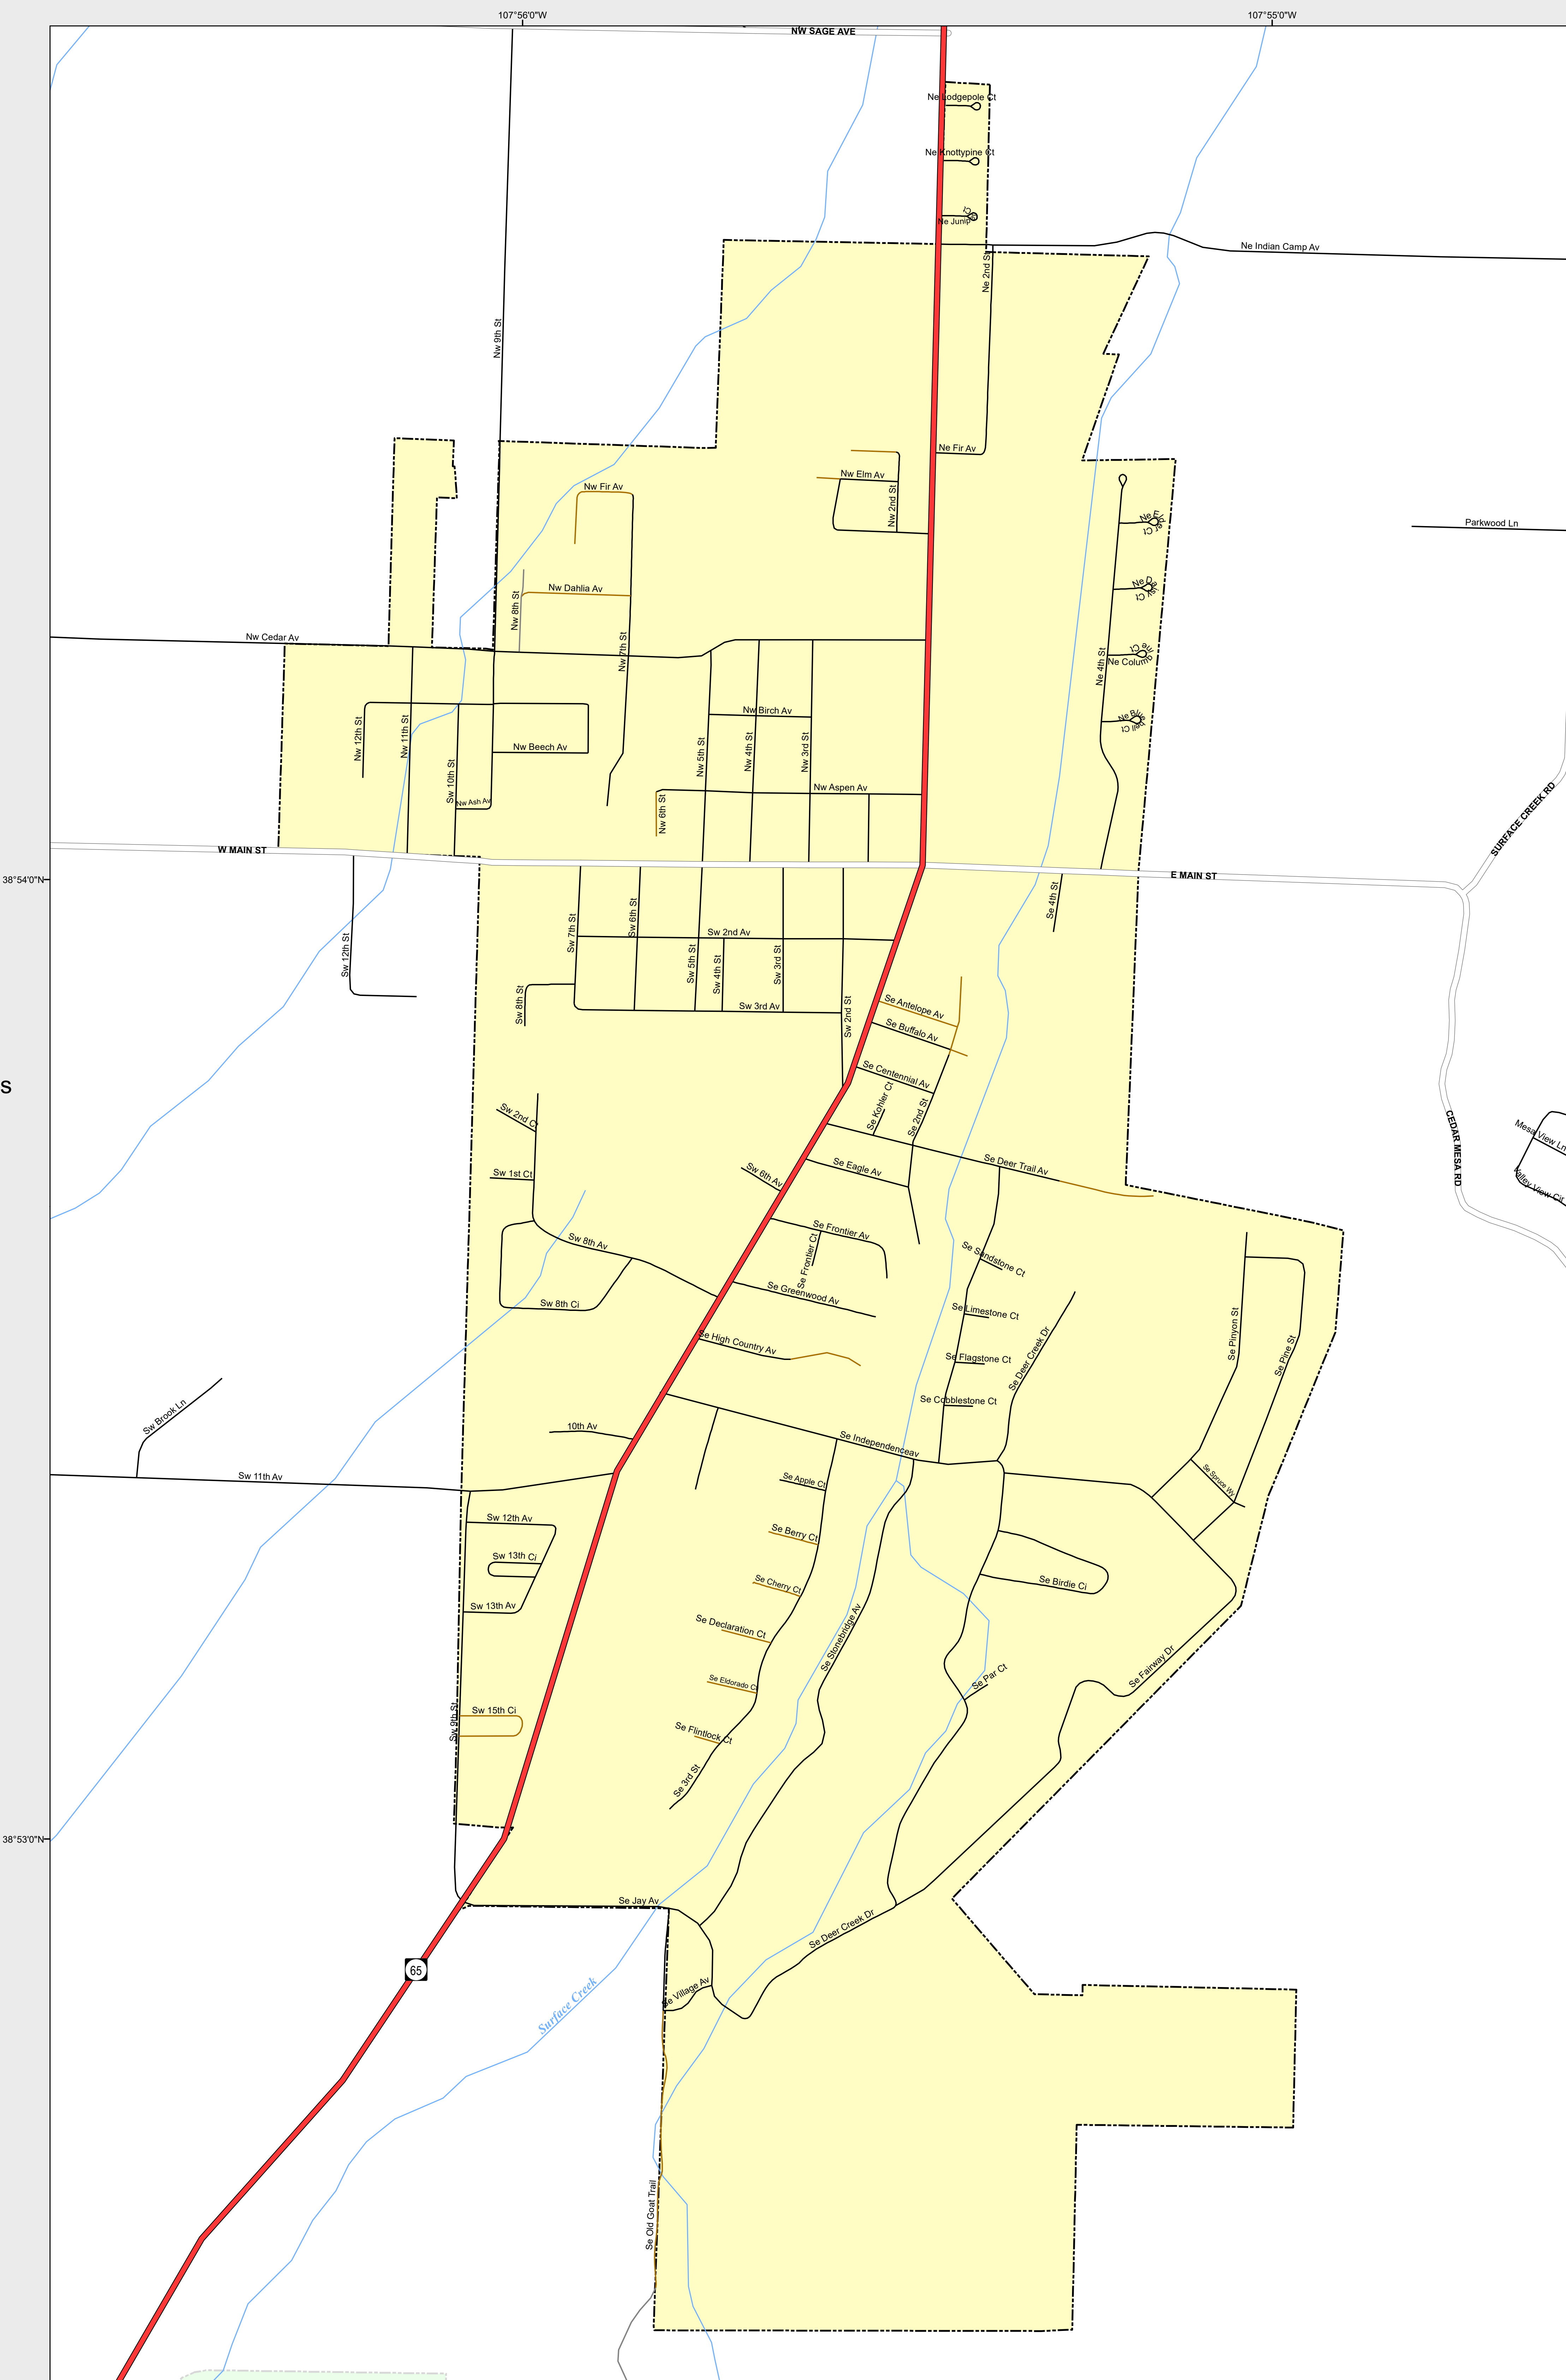 107°56'0"W
107°55'0"W
NW SAGE AVE
Ne Lodgepole Ct
Ne Knottypine Ct
Ne Juniper Ct
Ne Indian Camp Av
Ne 2nd St
Nw 9th St
Ne Fir Av
Nw Elm Av
Nw Fir Av
Nw 2nd St
Parkwood Ln
Nw Dahlia Av
Nw 8th St
Nw Cedar Av
Nw 7th St
Ne 4th St
Nw Birch Av
Nw 12th St
Nw 11th St
Nw Beech Av
Nw 5th St
Nw 4th St
Nw 3rd St
Sw 10th St
Nw Ash Av
Nw Aspen Av
Nw 6th St
SURFACE CREEK RD
W MAIN ST
E MAIN ST
38°54'0"N
Se 4th St
Sw 7th St
Sw 6th St
Sw 2nd Av
Sw 12th St
Sw 5th St
Sw 4th St
Sw 3rd St
Sw 8th St
Sw 3rd Av
Sw 2nd St
Se Antelope Av
Se Buffalo Av
S
Se Centennial Av
Se Kohler Ct
Se 2nd St
Sw 2nd Ct
CEDAR MESA RD
Mesa View Ln
Valley View Cir
Se Deer Trail Av
Se Eagle Av
Sw 1st Ct
Sw 6th Av
Se Frontier Av
Se Frontier Ct
Sw 8th Av
Se Sandstone Ct
Se Greenwood Av
Sw 8th Ci
Se Limestone Ct
Se High Country Av
Se Flagstone Ct
Se Deer Creek Dr
Se Pinyon St
Se Pine St
Se Cobblestone Ct
Sw Brook Ln
10th Av
Se Independenceav
Sw 11th Av
Se Apple Ct
Se Spruce Wy
Sw 12th Av
Se Berry Ct
Sw 13th Ci
Se Cherry Ct
Se Birdie Ci
Sw 13th Av
Se Declaration Ct
Se Stonebridge Av
Se Par Ct
Se Fairway Dr
Se Eldorado Ct
Sw 15th Ci
Sw 9th St
Se Flintlock Ct
Se 3rd St
38°53'0"N
Se Jay Av
Se Deer Creek Dr
65
Se Village Av
Surface Creek
Se Old Goat Trail